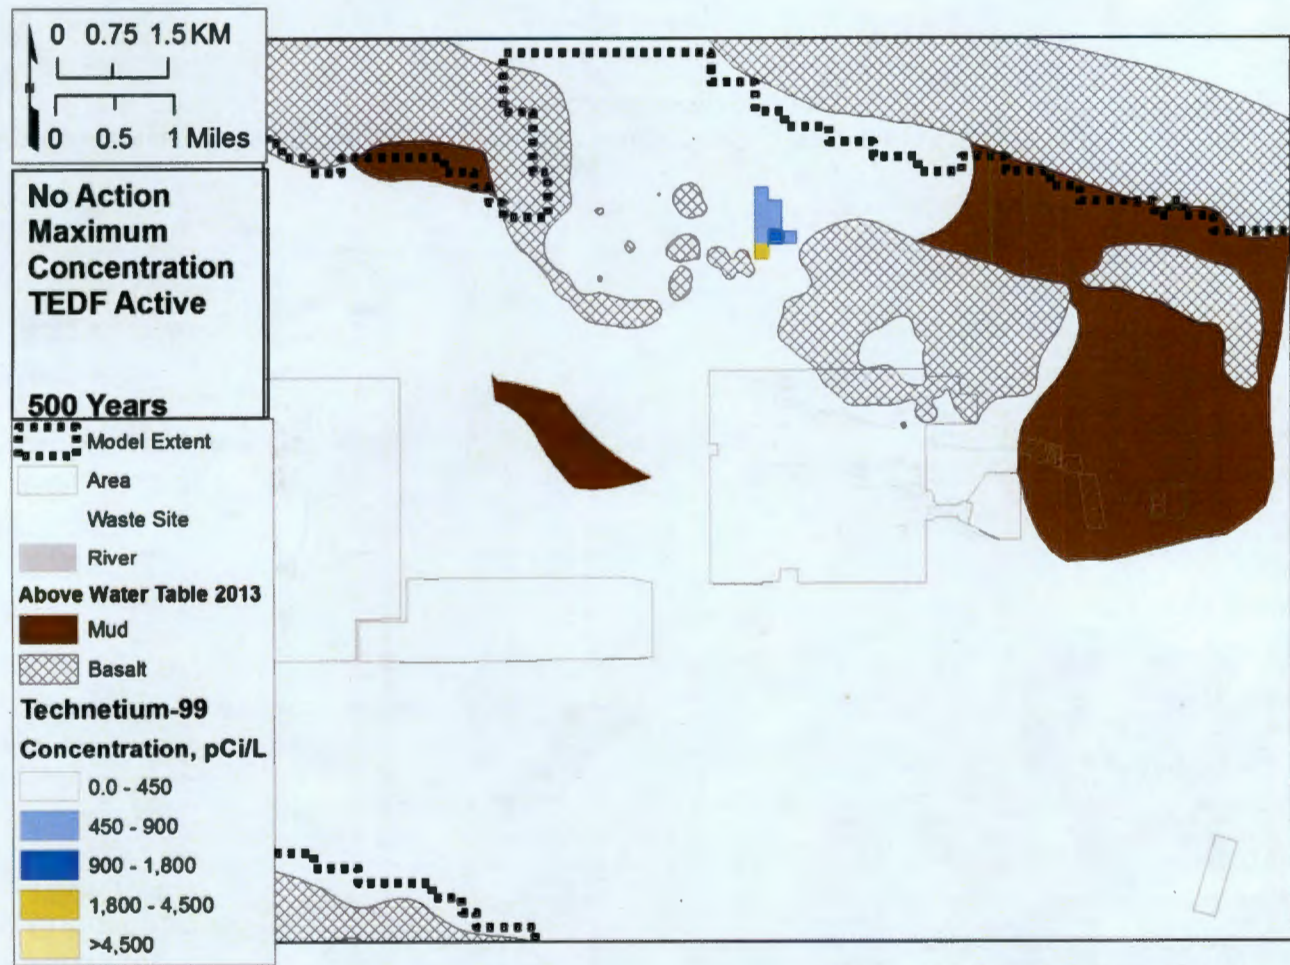 0 0.75 1.5 KM
0 0.5 1 Miles
No Action
Maximum
Concentration
TEDF Active
500 Years
Model Extent
Area
Waste Site
River
Above Water Table 2013
Mud
Basalt
Technetium-99
Concentration, pCi/L
0.0 - 450
450 - 900
900 - 1,800
1,800 - 4,500
>4,500